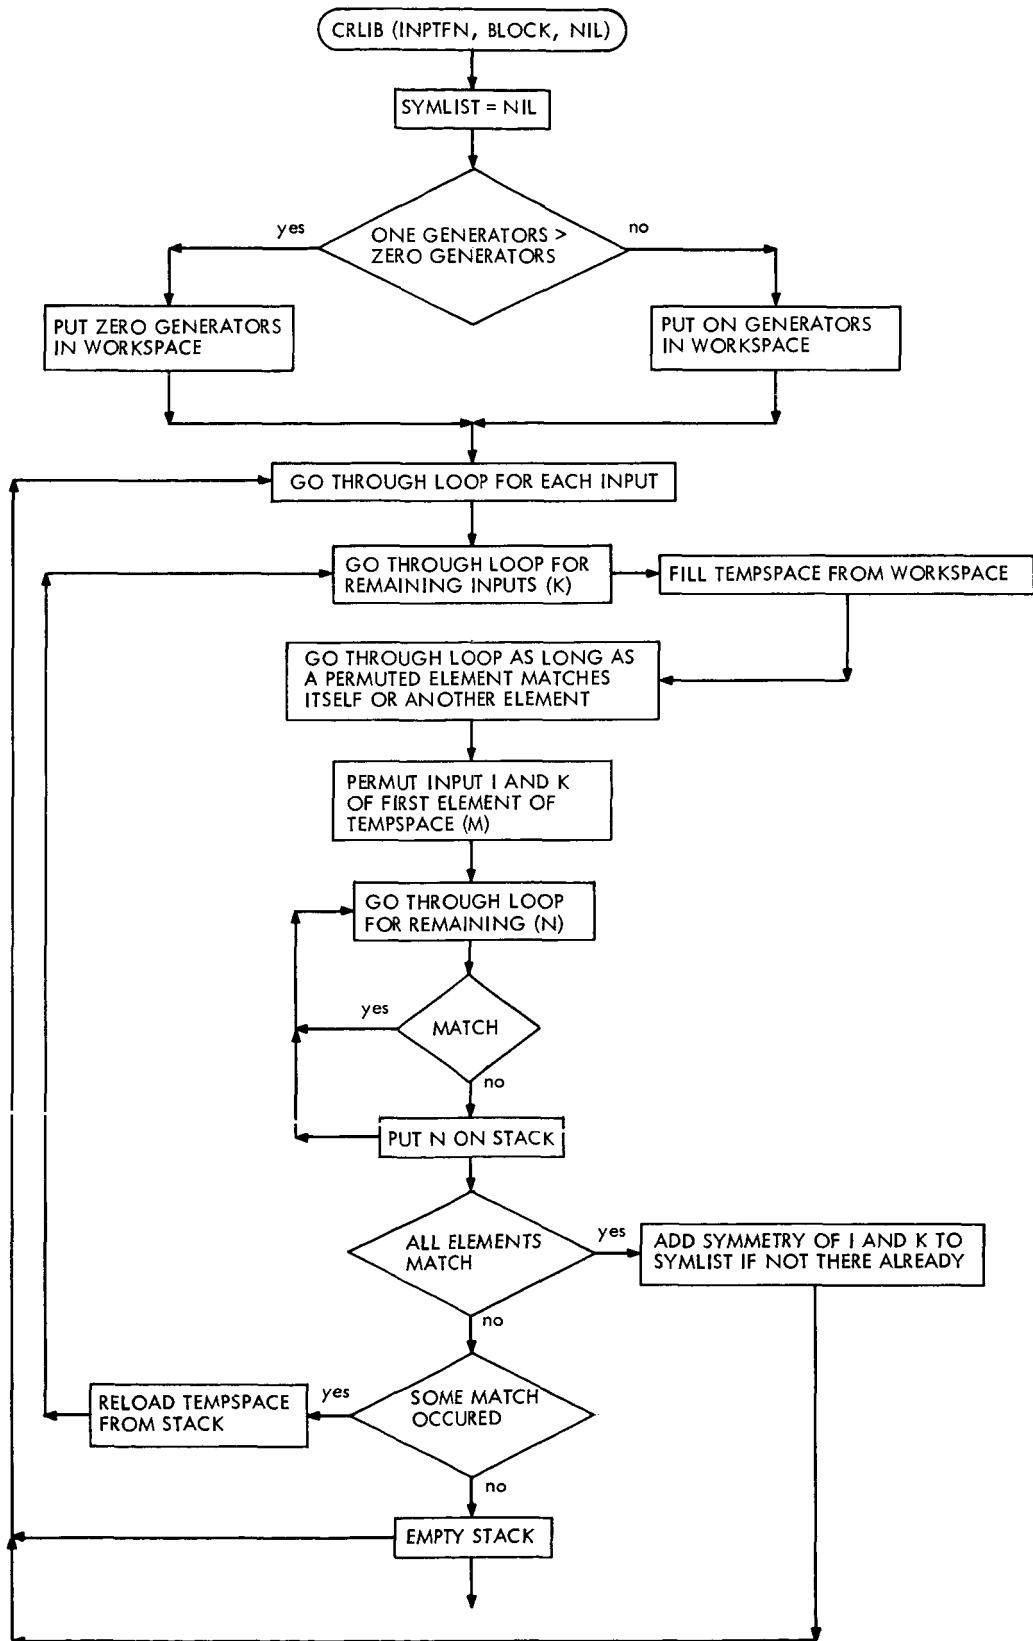 CRLIB (INPTFN, BLOCK, NIL)
SYMLIST = NIL
yes
ONE GENERATORS >
ZERO GENERATORS
no
PUT ZERO GENERATORS
IN WORKSPACE
PUT ON GENERATORS
IN WORKSPACE
GO THROUGH LOOP FOR EACH INPUT
GO THROUGH LOOP FOR
REMAINING INPUTS (K)
FILL TEMPSPACE FROM WORKSPACE
GO THROUGH LOOP AS LONG AS
A PERMUTED ELEMENT MATCHES
ITSELF OR ANOTHER ELEMENT
PERMUT INPUT I AND K
OF FIRST ELEMENT OF
TEMPSPACE (M)
GO THROUGH LOOP
FOR REMAINING (N)
yes
MATCH
no
PUT N ON STACK
ALL ELEMENTS
MATCH
yes
ADD SYMMETRY OF I AND K TO
SYMLIST IF NOT THERE ALREADY
no
RELOAD TEMPSPACE
FROM STACK
yes
SOME MATCH
OCCURED
no
EMPTY STACK